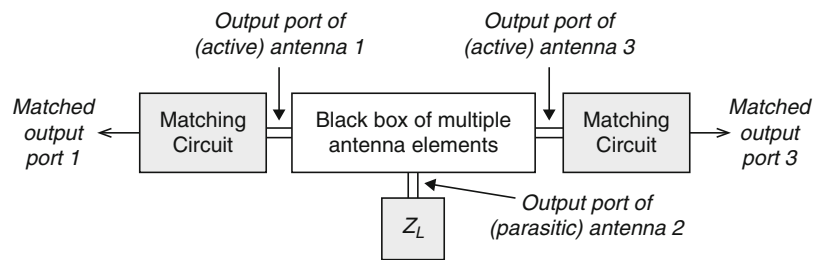 Output port of
(active) antenna 1
Output port of
(active) antenna 3
Matched
output
port 1
Matching
Circuit
Black box of multiple
antenna elements
Matching
Circuit
Matched
output
port 3
Z_L
Output port of
(parasitic) antenna 2